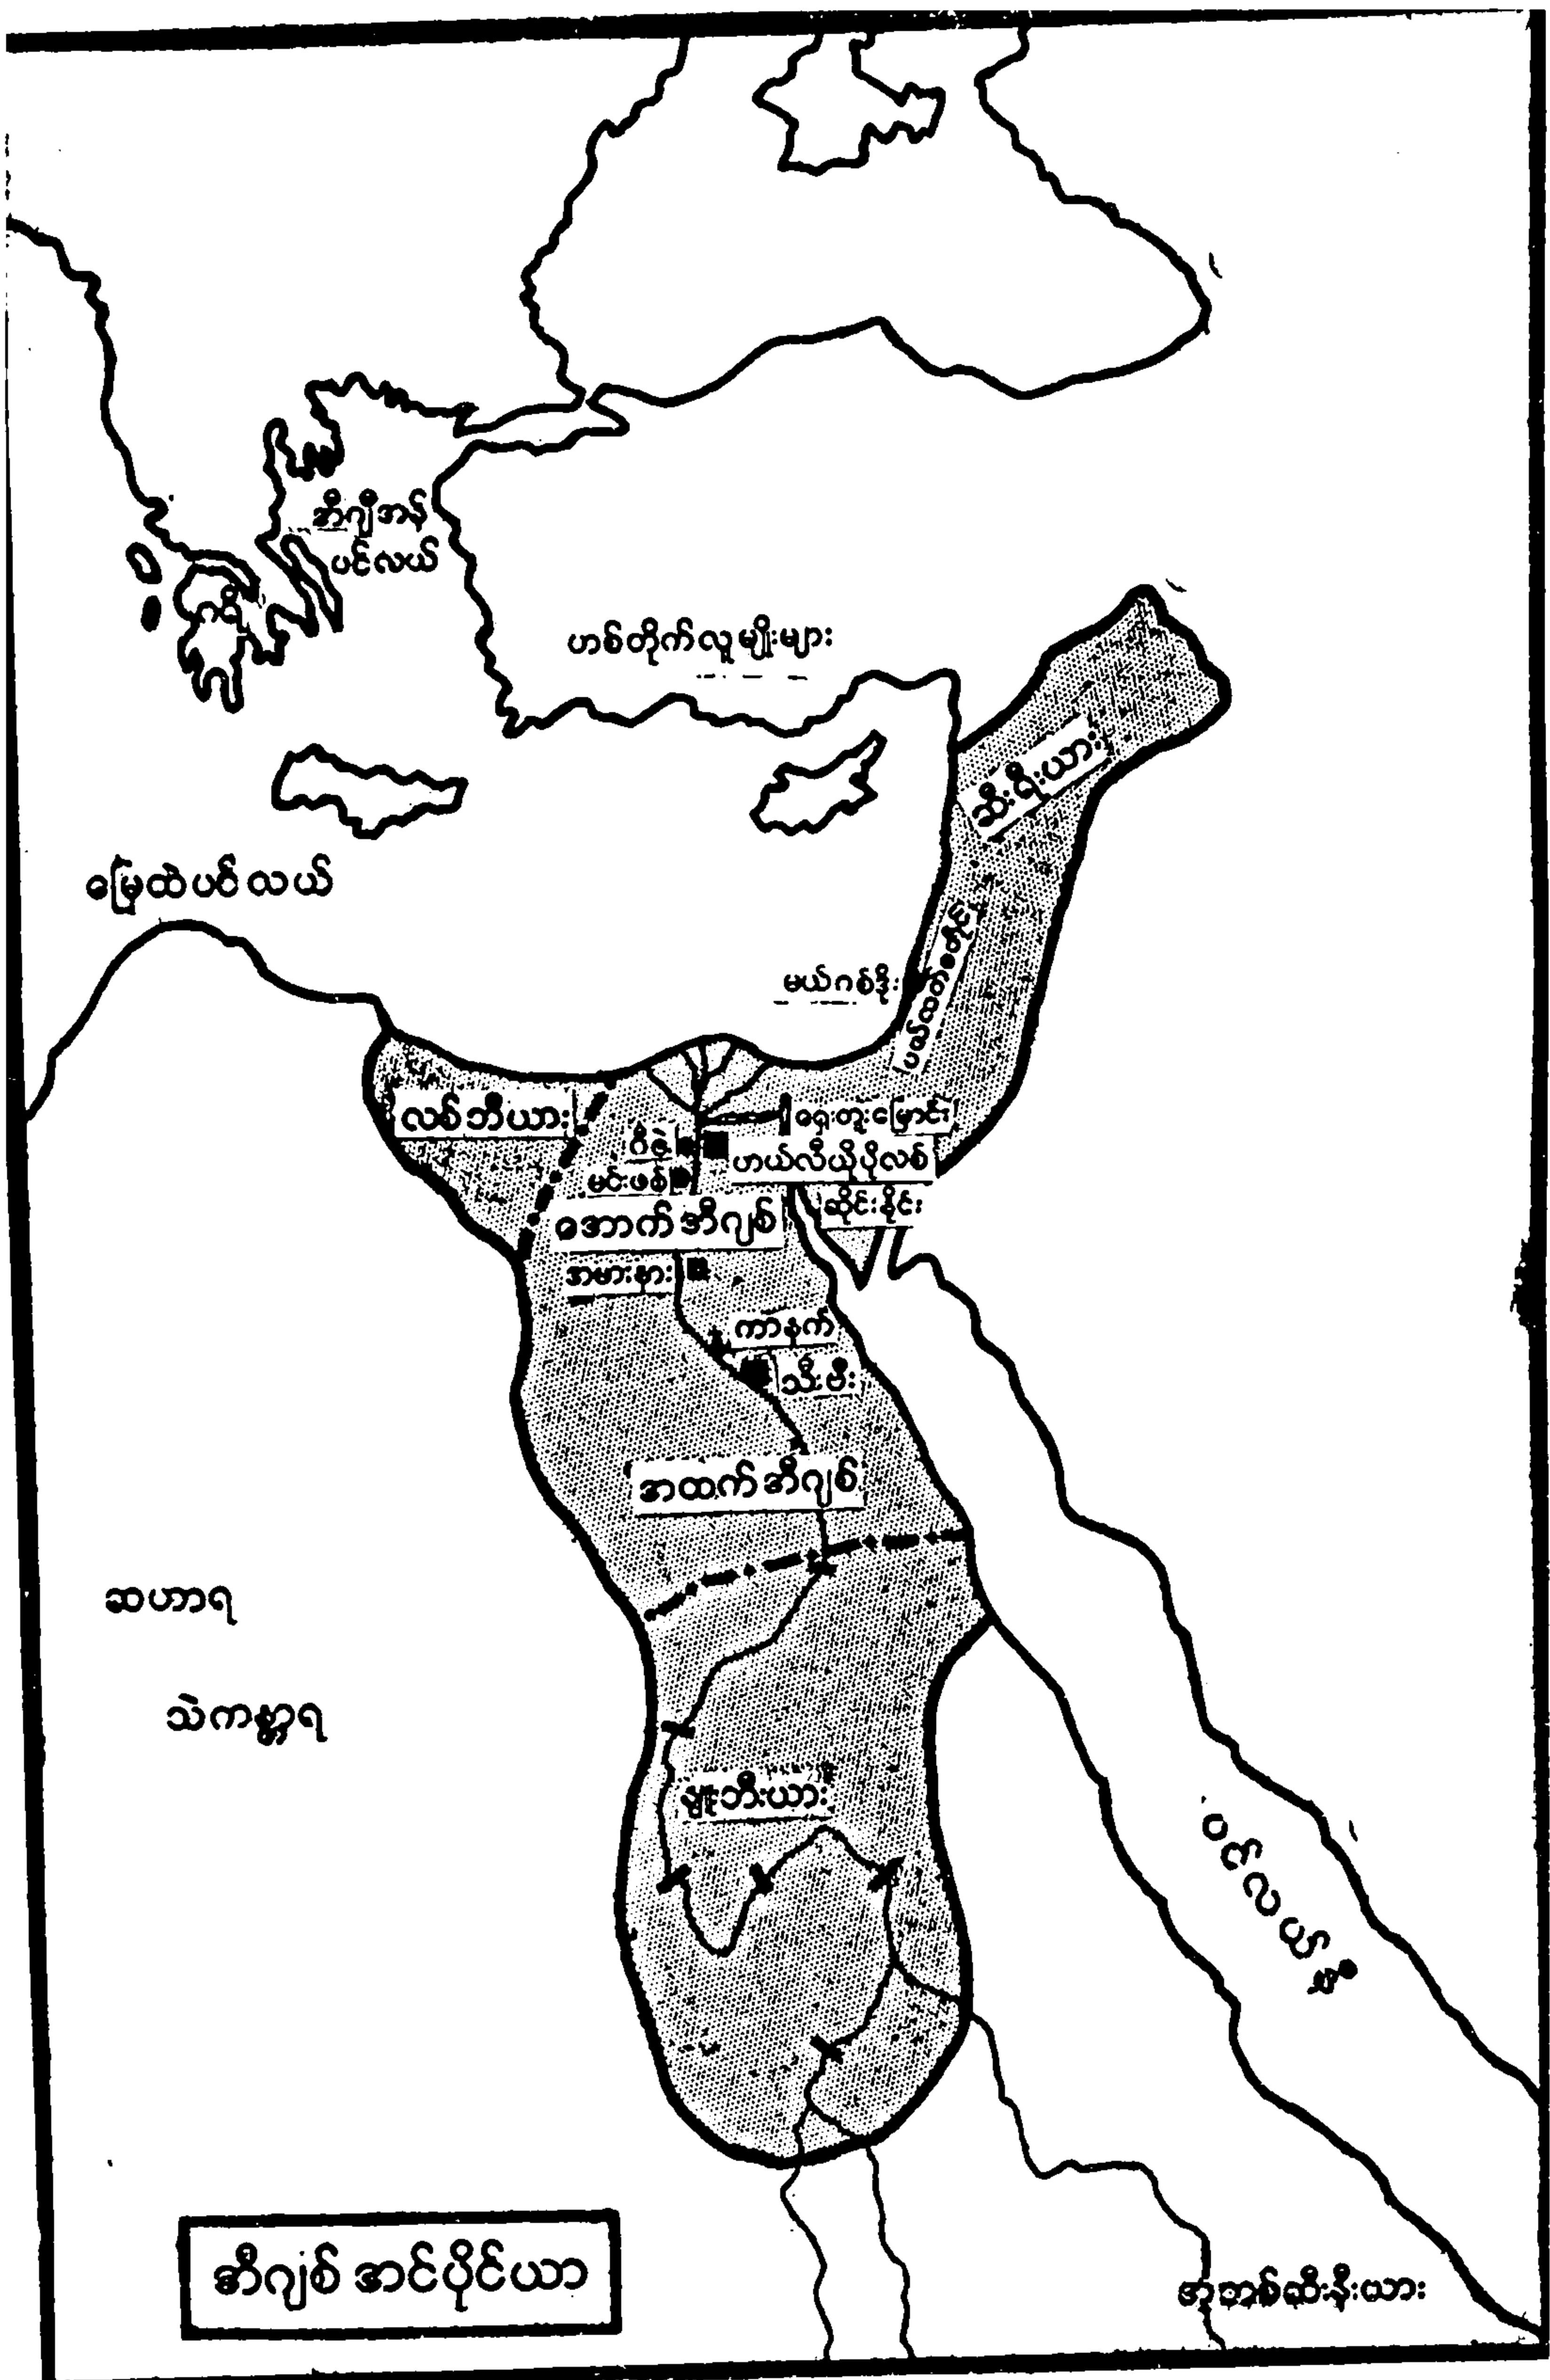 အီဂျီအန်
ပင်လယ်
ဂရိ
ဟစ်တိုက်လူမျိုးများ
ဆီးရီးယား
မြေထဲပင်လယ်
ပယ်လတ်စတိုင်
မယ်ဂစ်ဒိုး
လစ်ဘီယား
ရှေးတူးမြောင်း
ဂီဇဲ
ဟယ်လီယိုပိုလစ်
မင်းဖစ်
ဆိုင်းနိုင်း
အောက်အီဂျစ်
အမားနား
ကာနက်
သီးဗီး
အထက်အီဂျစ်
ဆဟာရ
သဲကန္တာရ
နျူးဘီးယား
ပင်လယ်နီ
အီဂျစ် အင်ပိုင်ယာ
အဲဘစ်ဆီးနီးယား